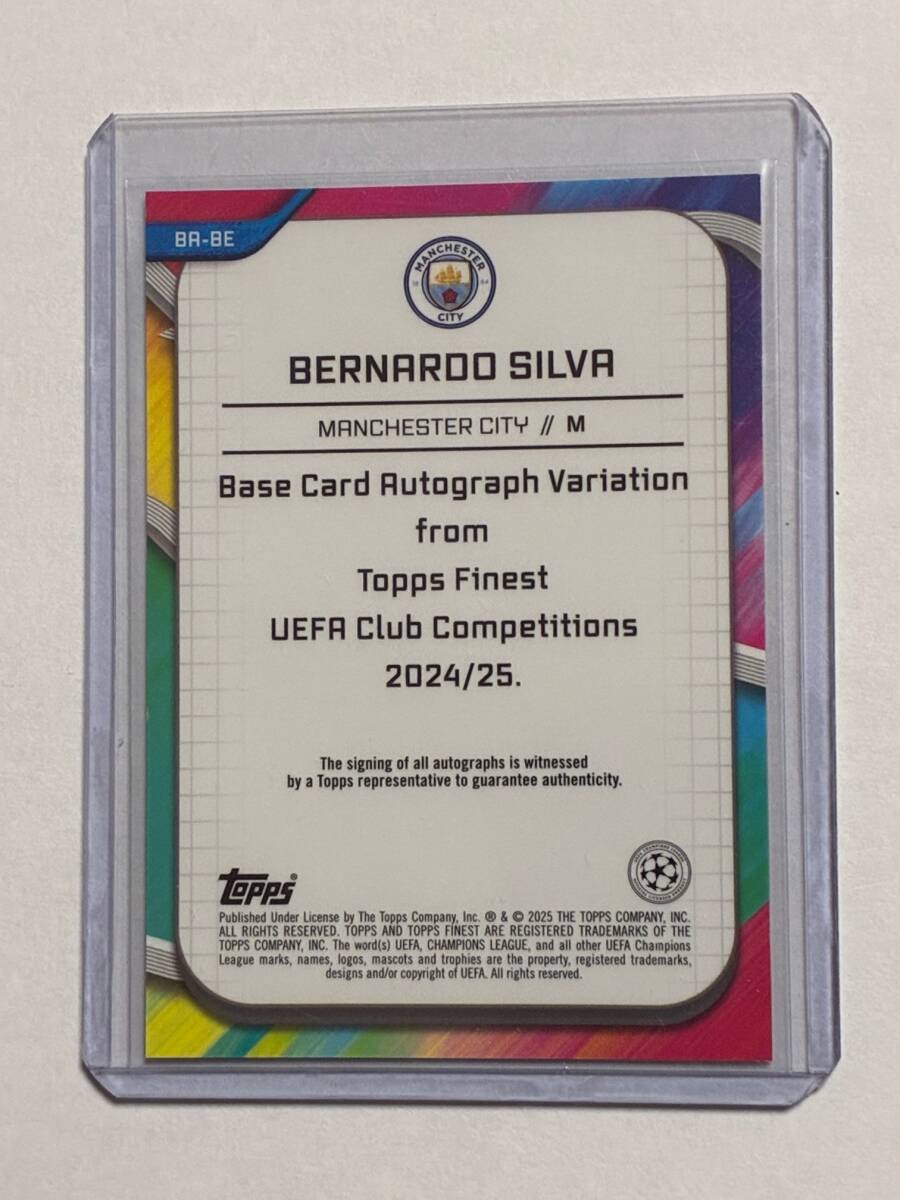 BA-BE
MANCHESTER
18 94
CITY
BERNARDO SILVA
MANCHESTER CITY // M
Base Card Autograph Variation
from
Topps Finest
UEFA Club Competitions
2024/25.
The signing of all autographs is witnessed
by a Topps representative to guarantee authenticity.
topps®
Published Under License by The Topps Company, Inc. ® & © 2025 THE TOPPS COMPANY, INC.
ALL RIGHTS RESERVED. TOPPS AND TOPPS FINEST ARE REGISTERED TRADEMARKS OF THE
TOPPS COMPANY, INC. The word(s) UEFA, CHAMPIONS LEAGUE, and all other UEFA Champions
League marks, names, logos, mascots and trophies are the property, registered trademarks,
designs and/or copyright of UEFA. All rights reserved.